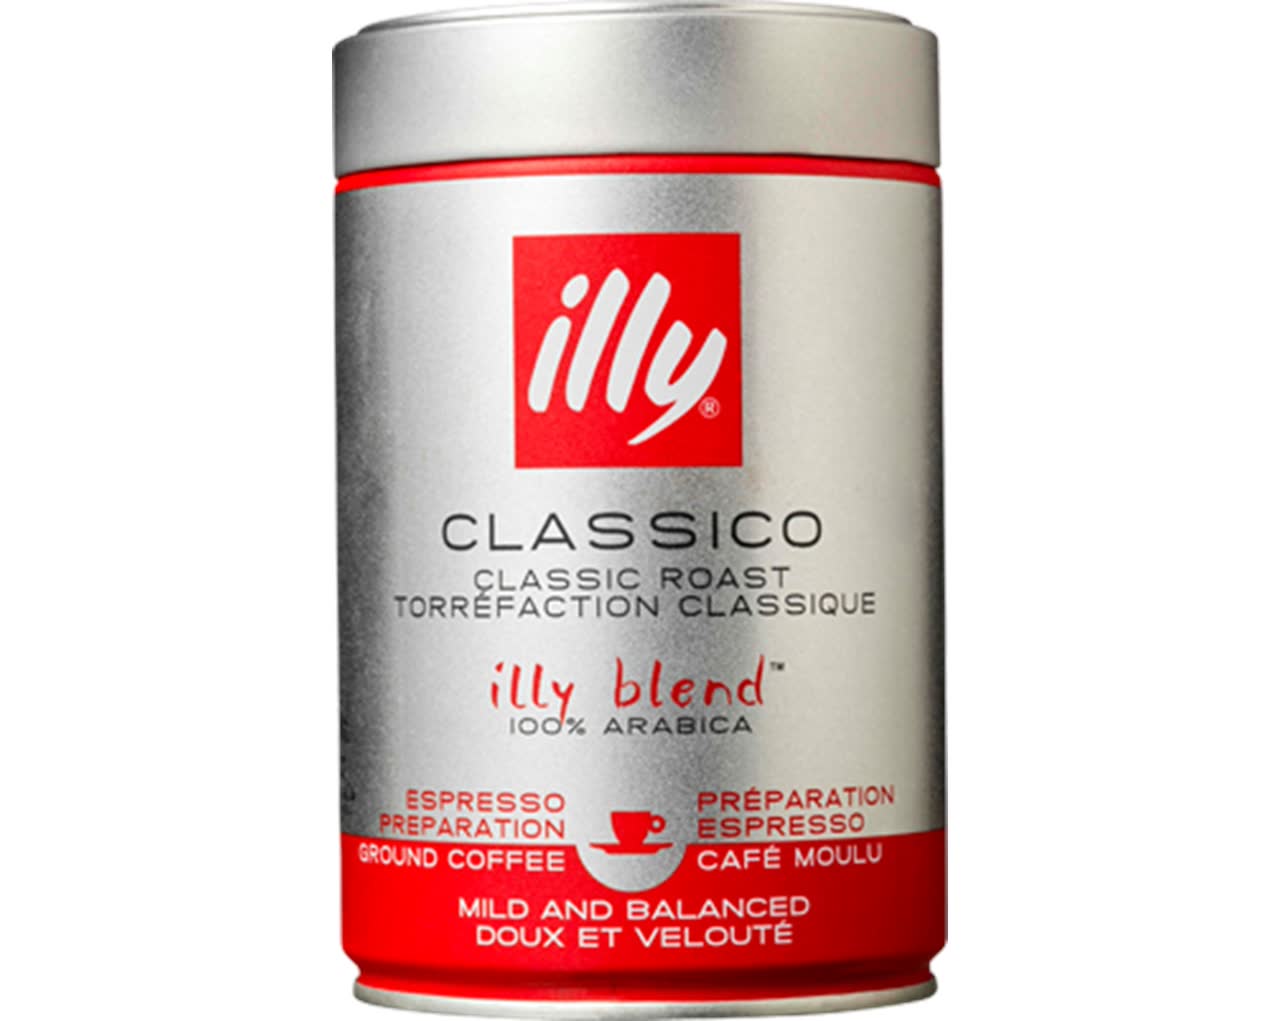 illy®
CLASSICO
CLASSIC ROAST
TORRÉFACTION CLASSIQUE
illy blend™
100% ARABICA
ESPRESSO
PREPARATION
GROUND COFFEE
PRÉPARATION
ESPRESSO
CAFÉ MOULU
MILD AND BALANCED
DOUX ET VELOUTÉ